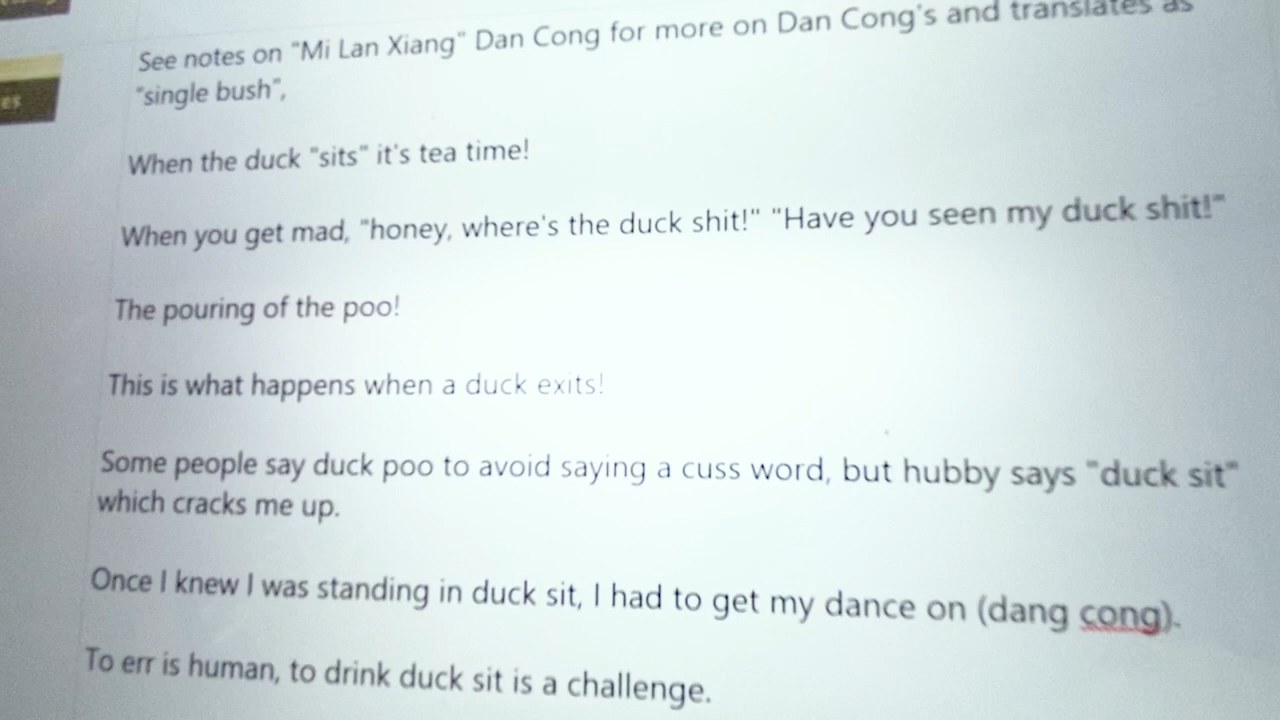 See notes on "Mi Lan Xiang" Dan Cong for more on Dan Cong's and translates as
"single bush",
When the duck "sits" it's tea time!
When you get mad, "honey, where's the duck shit!" "Have you seen my duck shit!"
The pouring of the poo!
This is what happens when a duck exits!
Some people say duck poo to avoid saying a cuss word, but hubby says "duck sit"
which cracks me up.
Once I knew I was standing in duck sit, I had to get my dance on (dang cong).
To err is human, to drink duck sit is a challenge.